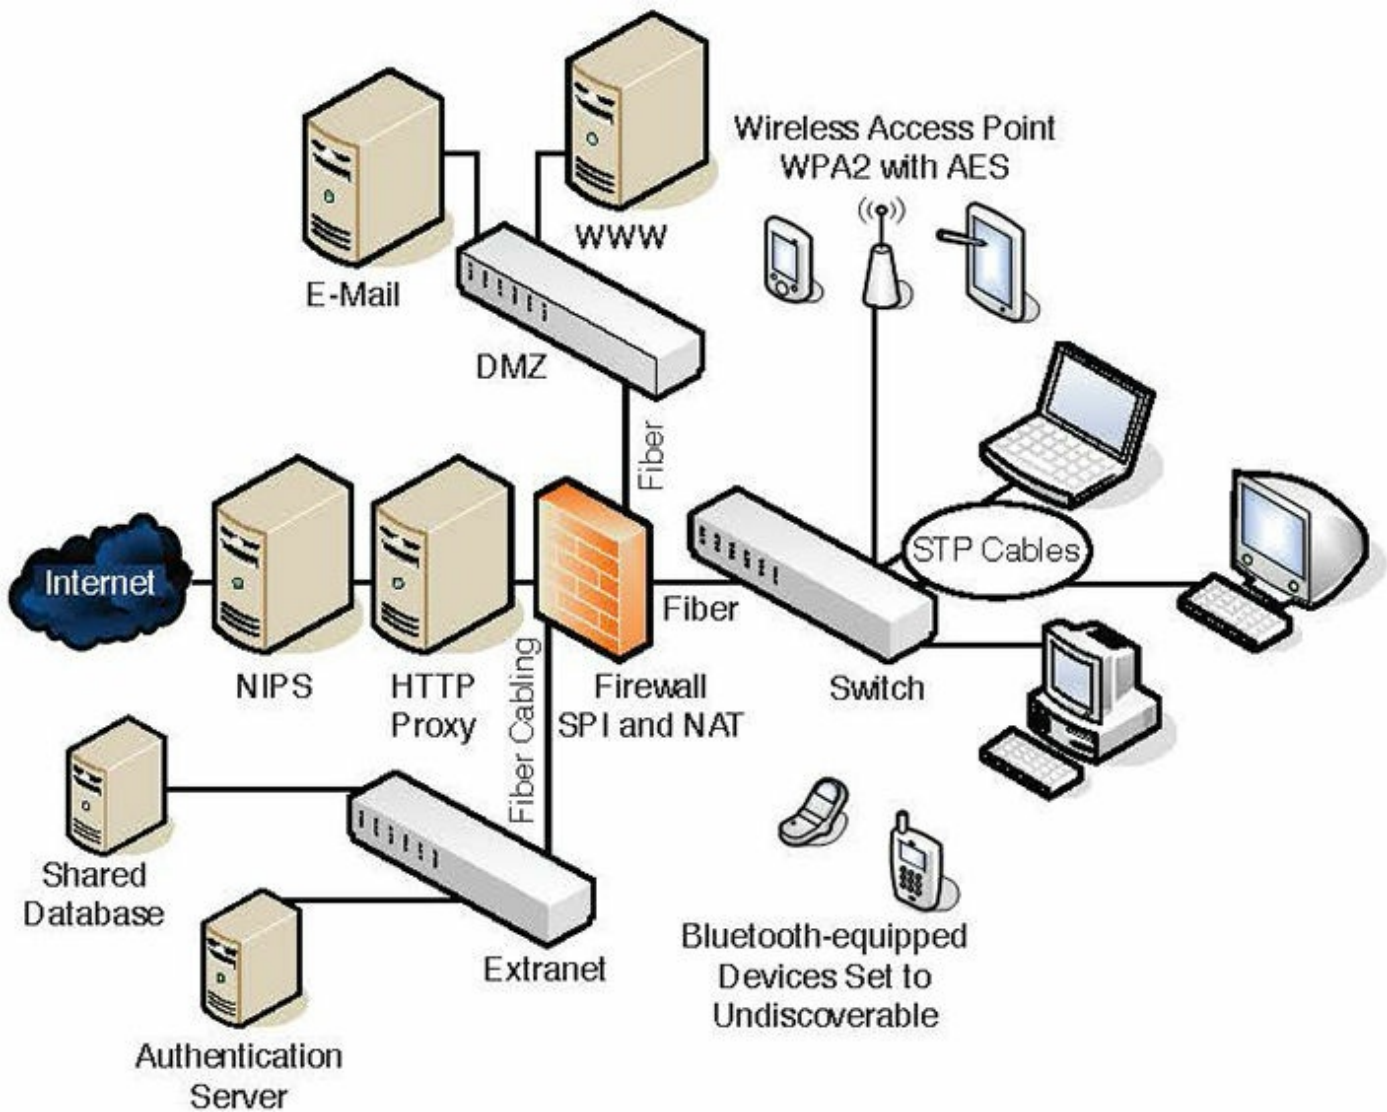 WWW
E-Mail
DMZ
Wireless Access Point
WPA2 with AES
Fiber
STP Cables
Internet
NIPS
HTTP
Proxy
Firewall
SPI and NAT
Fiber
Switch
Fiber Cabling
Shared
Database
Extranet
Authentication
Server
Bluetooth-equipped
Devices Set to
Undiscoverable